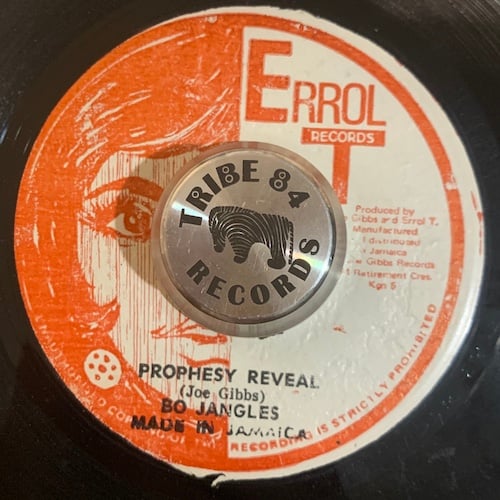 ERROL
T
RECORDS
TRIBE 84
RECORDS
Produced by
Gibbs and Errol T.
Manufactured
distributed
Jamaica
Gibbs Records
Retirement Cres.
Kgn 5
PROPHESY REVEAL
(Joe Gibbs)
BO JANGLES
MADE IN JAMAICA
RECORDING IS STRICTLY PROHIBITED